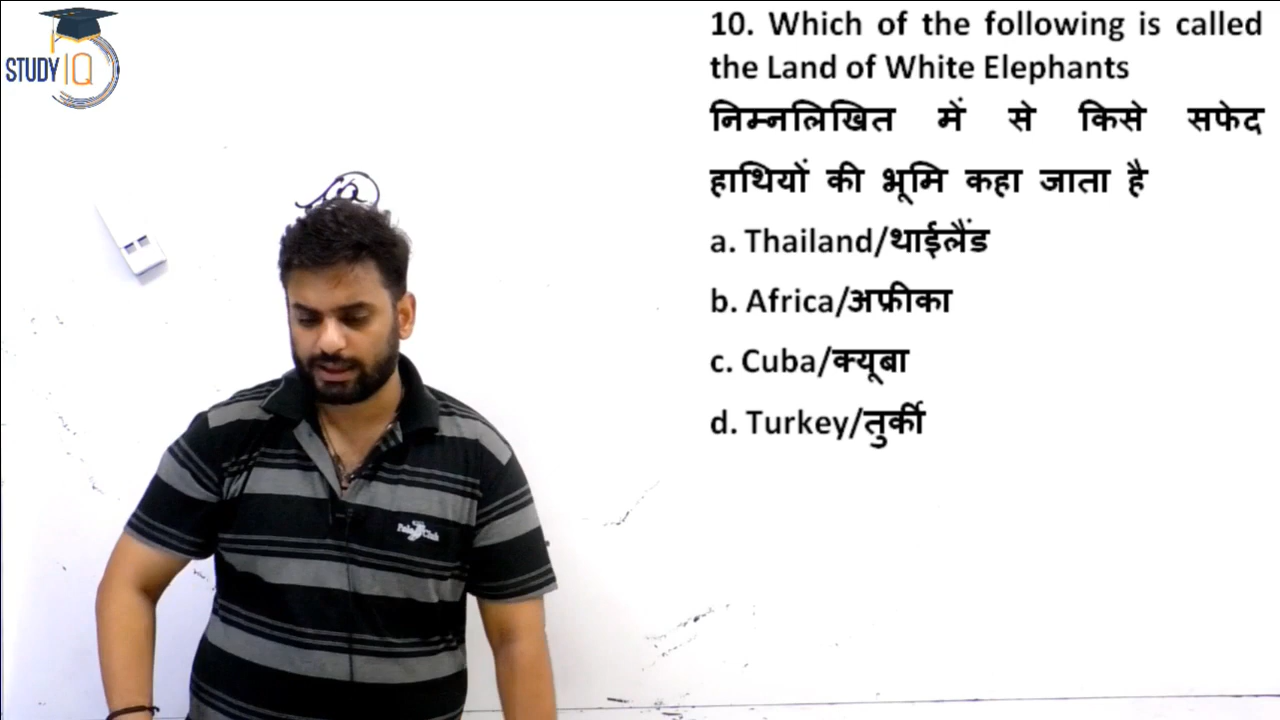 STUDY IQ
10. Which of the following is called
the Land of White Elephants
निम्नलिखित में से किसे सफेद
हाथियों की भूमि कहा जाता है
a. Thailand/थाईलैंड
b. Africa/अफ्रीका
c. Cuba/क्यूबा
d. Turkey/तुर्की